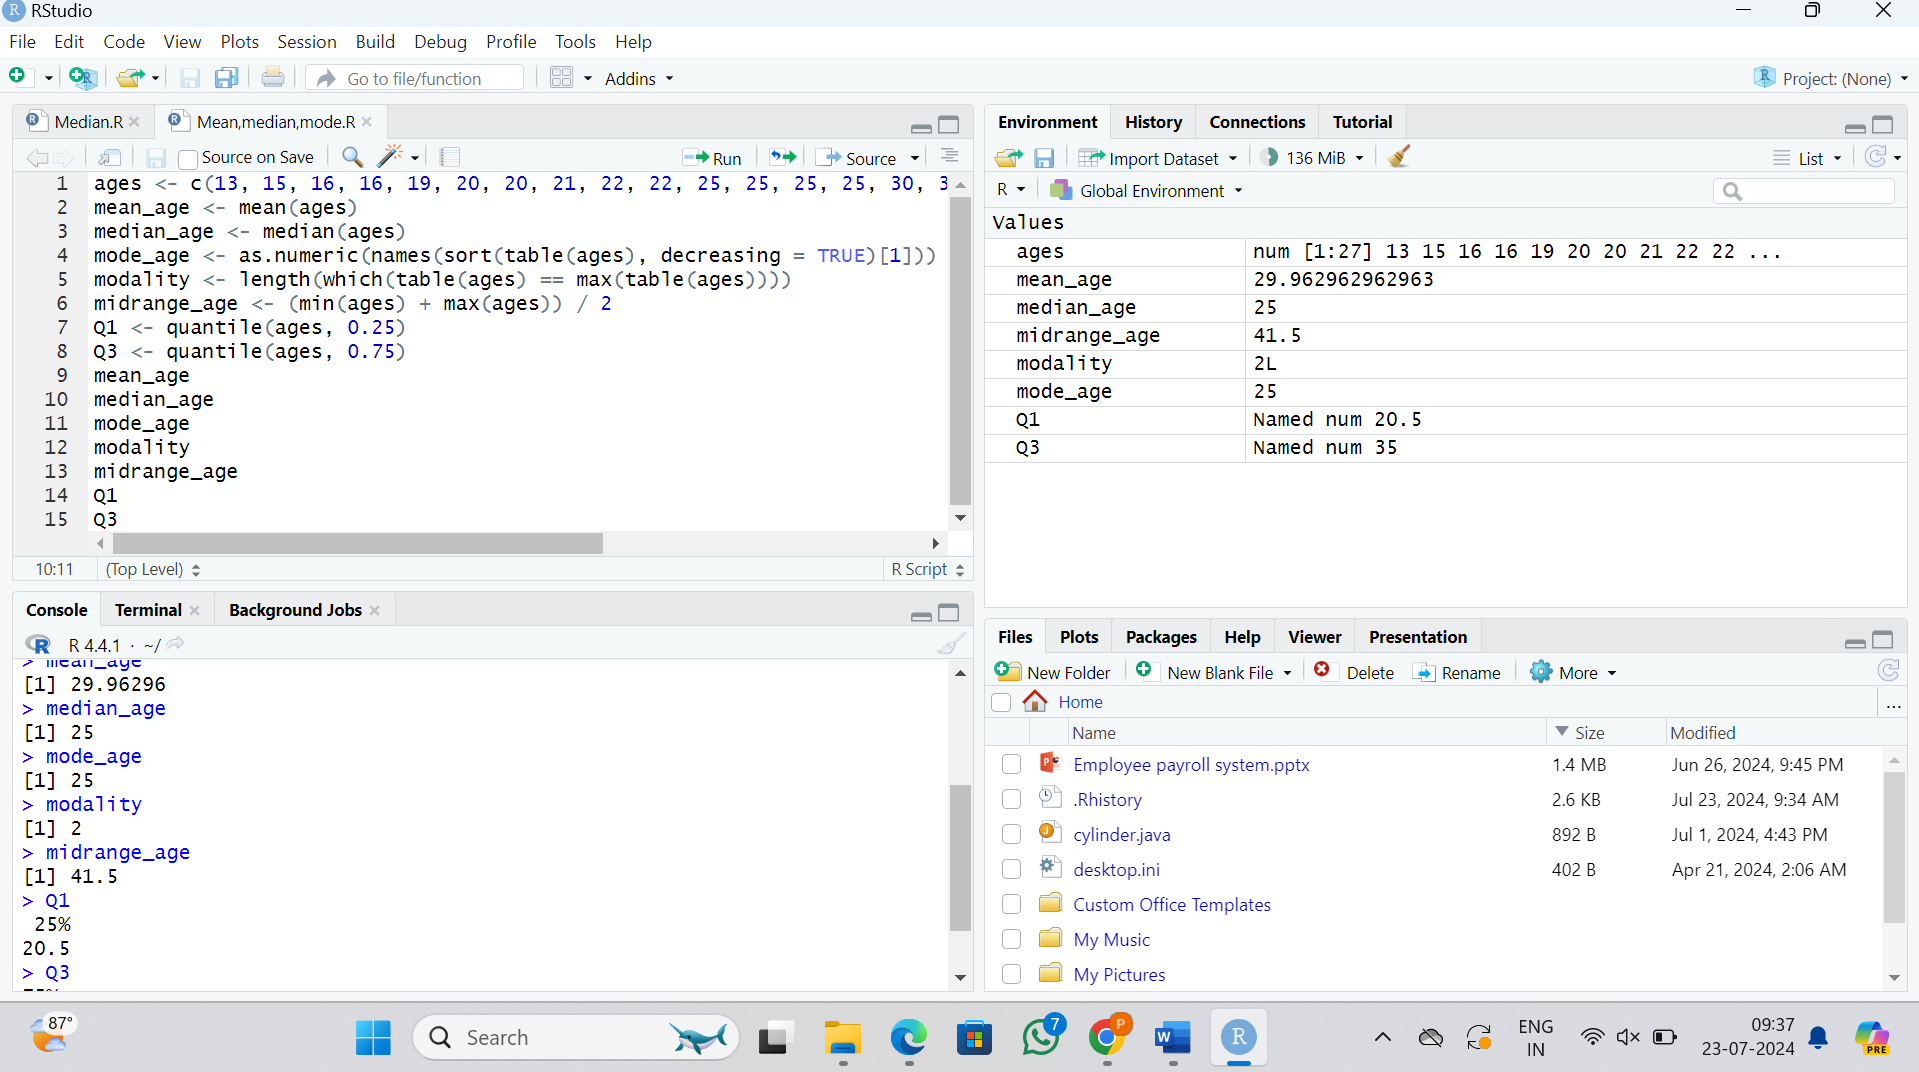 RStudio
File Edit Code View Plots Session Build Debug Profile Tools Help
Go to file/function Addins Project: (None)
Median.R Mean,median,mode.R
Source on Save Run Source
1 ages <- c(13, 15, 16, 16, 19, 20, 20, 21, 22, 22, 25, 25, 25, 25, 30, 3
2 mean_age <- mean(ages)
3 median_age <- median(ages)
4 mode_age <- as.numeric(names(sort(table(ages), decreasing = TRUE)[1]))
5 modality <- length(which(table(ages) == max(table(ages))))
6 midrange_age <- (min(ages) + max(ages)) / 2
7 Q1 <- quantile(ages, 0.25)
8 Q3 <- quantile(ages, 0.75)
9 mean_age
10 median_age
11 mode_age
12 modality
13 midrange_age
14 Q1
15 Q3
10:11 (Top Level) R Script
Console Terminal Background Jobs
R 4.4.1 · ~/
> mean_age
[1] 29.96296
> median_age
[1] 25
> mode_age
[1] 25
> modality
[1] 2
> midrange_age
[1] 41.5
> Q1
25%
20.5
> Q3
Environment History Connections Tutorial
Import Dataset 136 MiB List
R Global Environment
Values
ages num [1:27] 13 15 16 16 19 20 20 21 22 22 ...
mean_age 29.962962962963
median_age 25
midrange_age 41.5
modality 2L
mode_age 25
Q1 Named num 20.5
Q3 Named num 35
Files Plots Packages Help Viewer Presentation
New Folder New Blank File Delete Rename More
Home ...
Name Size Modified
Employee payroll system.pptx 1.4 MB Jun 26, 2024, 9:45 PM
.Rhistory 2.6 KB Jul 23, 2024, 9:34 AM
cylinder.java 892 B Jul 1, 2024, 4:43 PM
desktop.ini 402 B Apr 21, 2024, 2:06 AM
Custom Office Templates
My Music
My Pictures
87° Search 7 P ENG 09:37
IN 23-07-2024 PRE